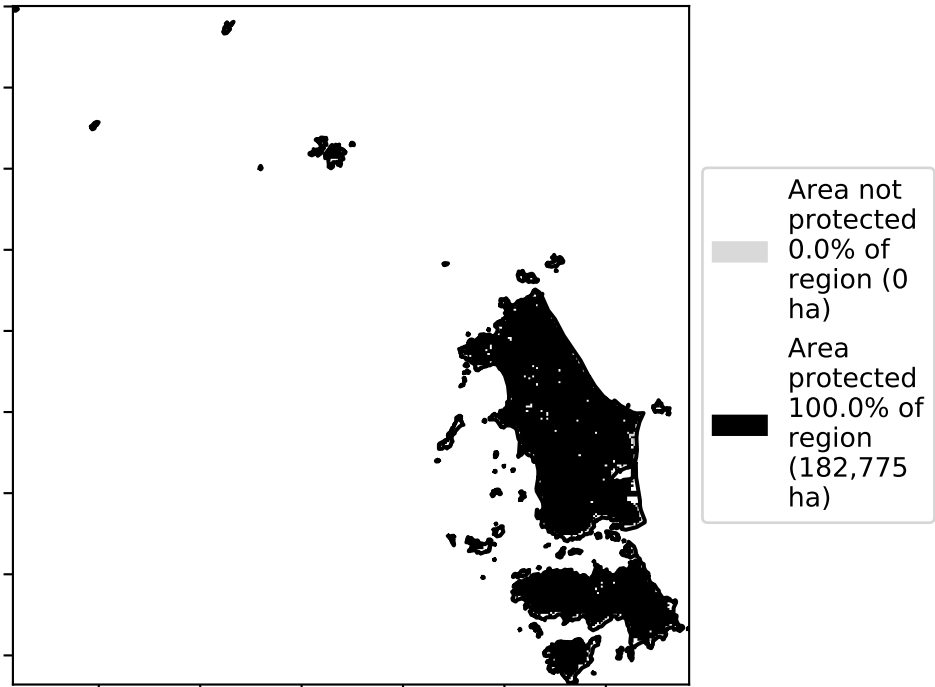 Area not
protected
0.0% of
region (0
ha)
Area
protected
100.0% of
region
(182,775
ha)